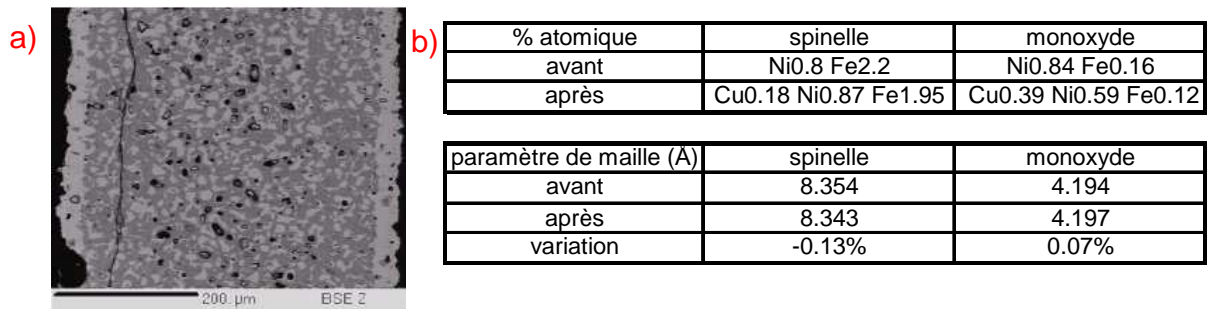 a)
200. µm BSE Z
b)
% atomique spinelle monoxyde
avant Ni0.8 Fe2.2 Ni0.84 Fe0.16
après Cu0.18 Ni0.87 Fe1.95 Cu0.39 Ni0.59 Fe0.12
paramètre de maille (Å) spinelle monoxyde
avant 8.354 4.194
après 8.343 4.197
variation -0.13% 0.07%